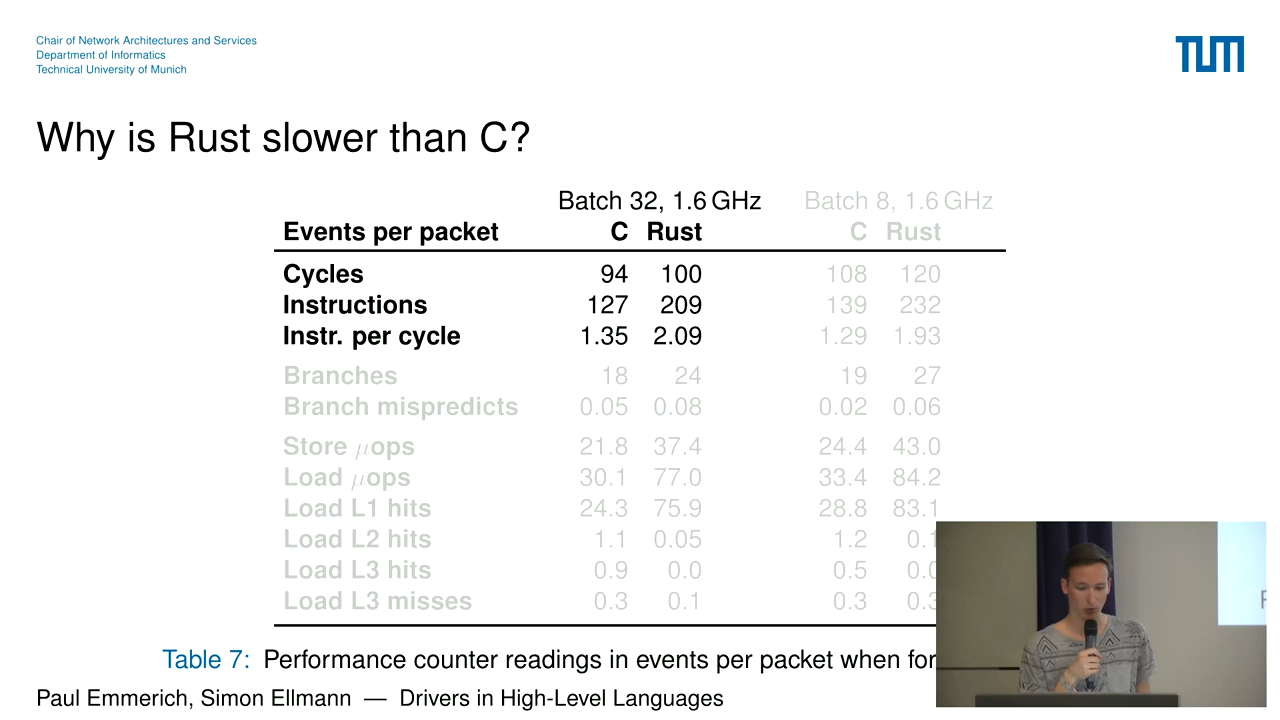 Chair of Network Architectures and Services
Department of Informatics
Technical University of Munich
TUM
Why is Rust slower than C?
Batch 32, 1.6 GHz Batch 8, 1.6 GHz
Events per packet C Rust C Rust
Cycles 94 100 108 120
Instructions 127 209 139 232
Instr. per cycle 1.35 2.09 1.29 1.93
Branches 18 24 19 27
Branch mispredicts 0.05 0.08 0.02 0.06
Store μops 21.8 37.4 24.4 43.0
Load μops 30.1 77.0 33.4 84.2
Load L1 hits 24.3 75.9 28.8 83.1
Load L2 hits 1.1 0.05 1.2 0.1
Load L3 hits 0.9 0.0 0.5 0.0
Load L3 misses 0.3 0.1 0.3 0.3
Table 7: Performance counter readings in events per packet when for
Paul Emmerich, Simon Ellmann — Drivers in High-Level Languages